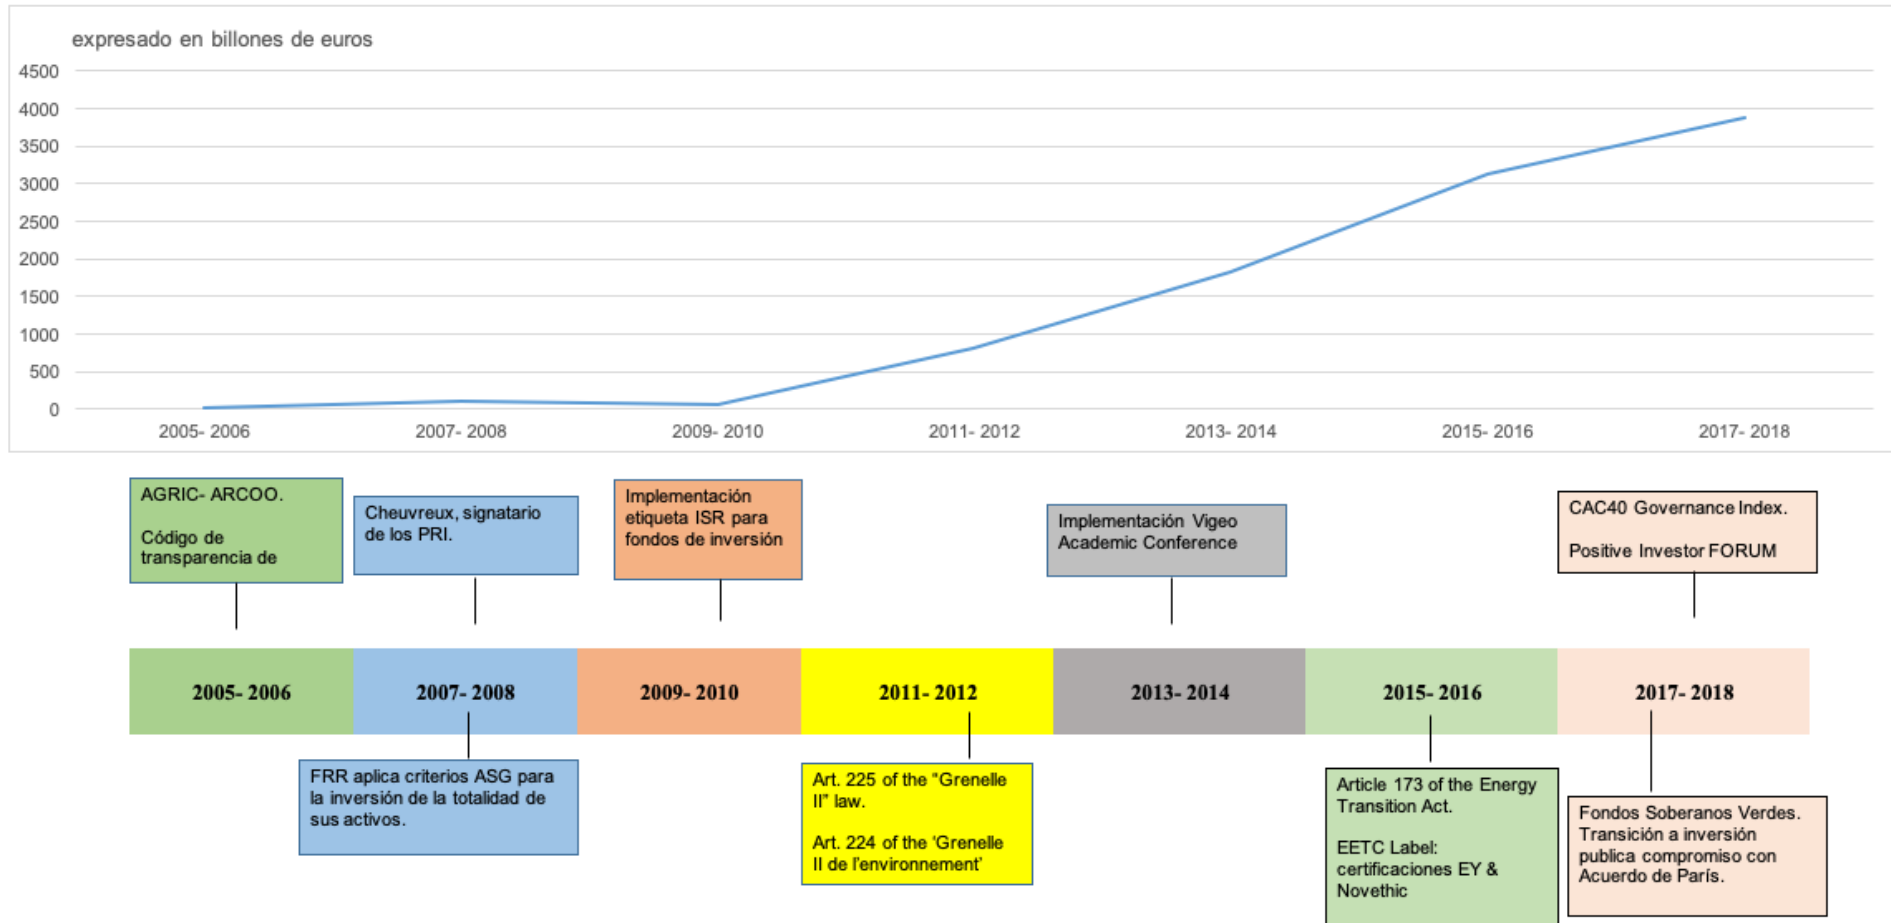 expresado en billones de euros
4500
4000
3500
3000
2500
2000
1500
1000
500
0
2005- 2006
2007- 2008
2009- 2010
2011- 2012
2013- 2014
2015- 2016
2017- 2018
AGRIC- ARCOO.
Código de
transparencia de
Cheuvreux, signatario
de los PRI.
Implementación
etiqueta ISR para
fondos de inversión
Implementación Vigeo
Academic Conference
CAC40 Governance Index.
Positive Investor FORUM
2005- 2006
2007- 2008
2009- 2010
2011- 2012
2013- 2014
2015- 2016
2017- 2018
FRR aplica criterios ASG para
la inversión de la totalidad de
sus activos.
Art. 225 of the "Grenelle
II" law.
Art. 224 of the 'Grenelle
II de l'environnement'
Article 173 of the Energy
Transition Act.
EETC Label:
certificaciones EY &
Novethic
Fondos Soberanos Verdes.
Transición a inversión
publica compromiso con
Acuerdo de París.